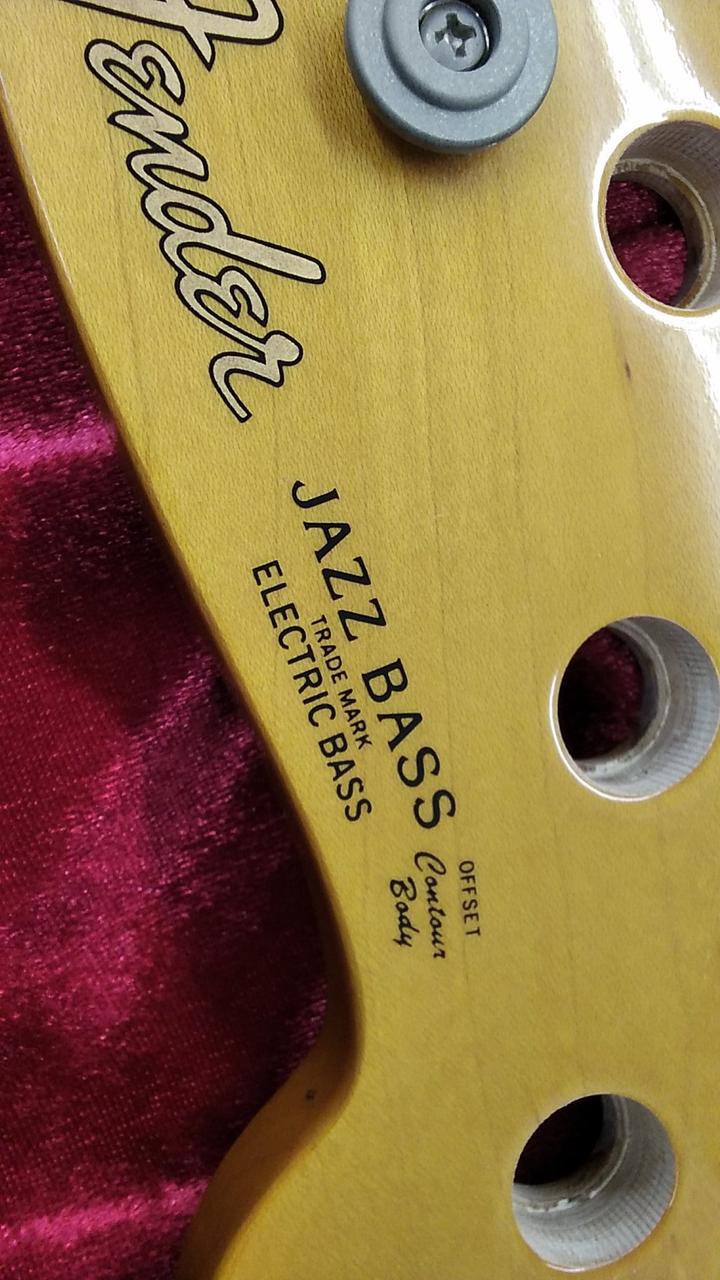 Fender
JAZZ BASS
TRADE MARK
ELECTRIC BASS
OFFSET
Contour
Body